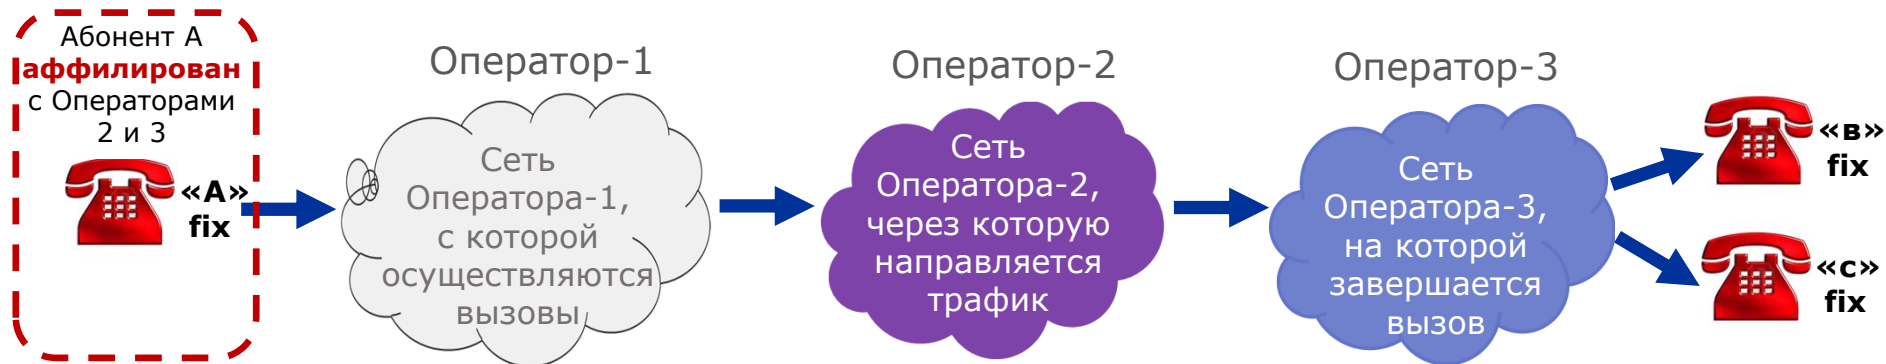 Абонент А
аффилирован
с Операторами
2 и 3
«А»
fix
Оператор-1
Сеть
Оператора-1,
с которой
осуществляются
вызовы
Оператор-2
Сеть
Оператора-2,
через которую
направляется
трафик
Оператор-3
Сеть
Оператора-3,
на которой
завершается
вызов
«в»
fix
«с»
fix